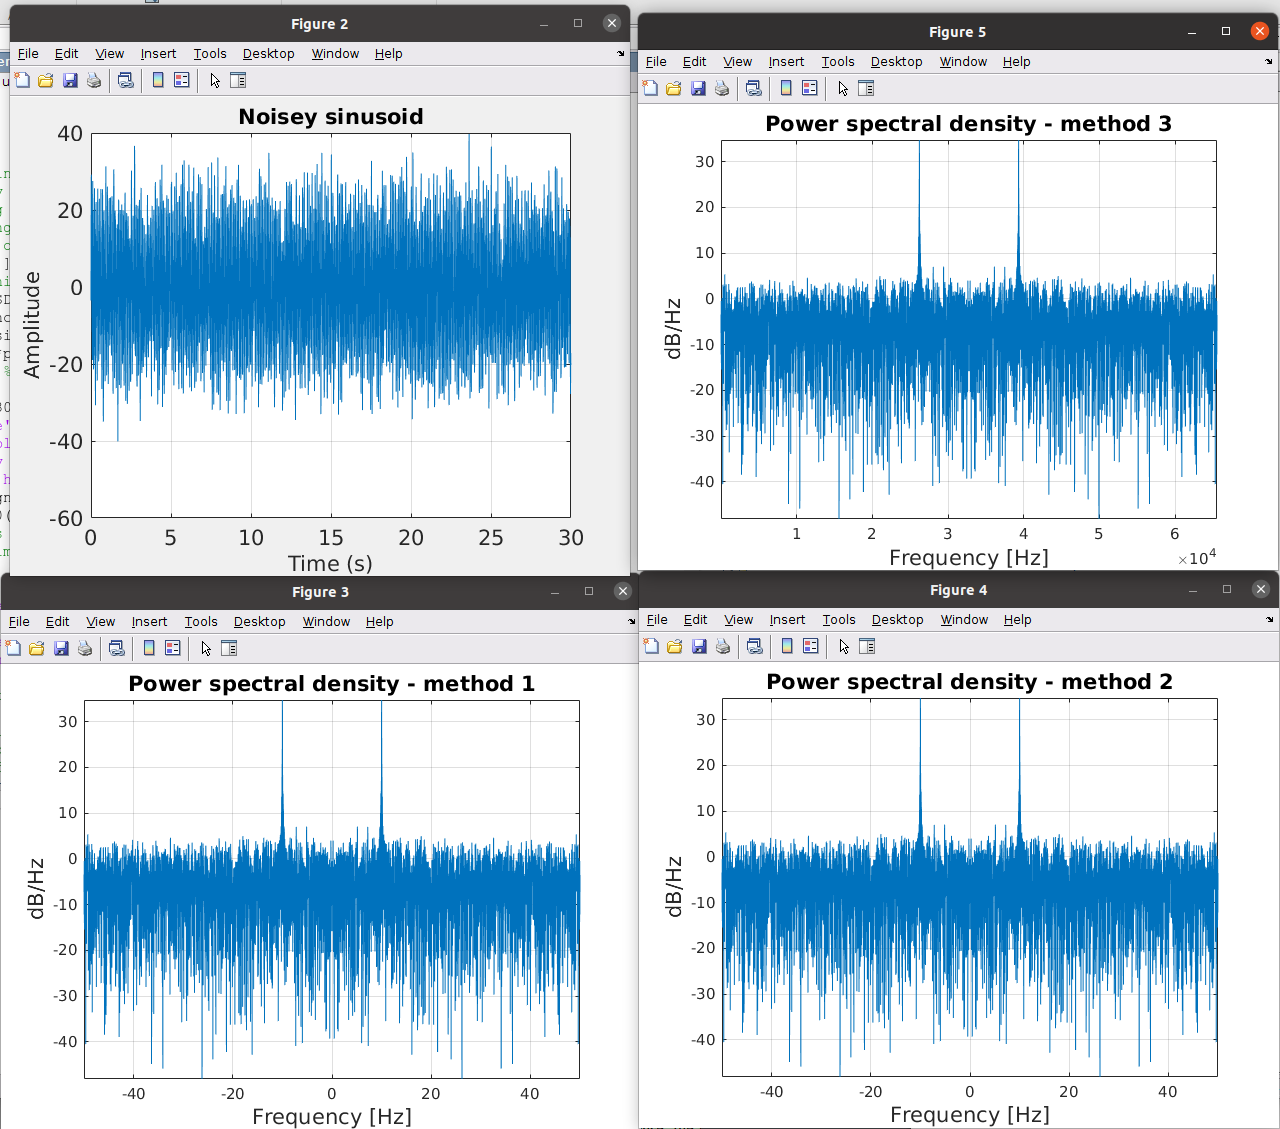 Figure 2
File Edit View Insert Tools Desktop Window Help
Noisey sinusoid
40
20
0
-20
-40
-60
Amplitude
0 5 10 15 20 25 30
Time (s)
Figure 5
File Edit View Insert Tools Desktop Window Help
Power spectral density - method 3
30
20
10
0
-10
-20
-30
-40
dB/Hz
1 2 3 4 5 6
×10^4
Frequency [Hz]
Figure 3
File Edit View Insert Tools Desktop Window Help
Power spectral density - method 1
30
20
10
0
-10
-20
-30
-40
dB/Hz
-40 -20 0 20 40
Frequency [Hz]
Figure 4
File Edit View Insert Tools Desktop Window Help
Power spectral density - method 2
30
20
10
0
-10
-20
-30
-40
dB/Hz
-40 -20 0 20 40
Frequency [Hz]